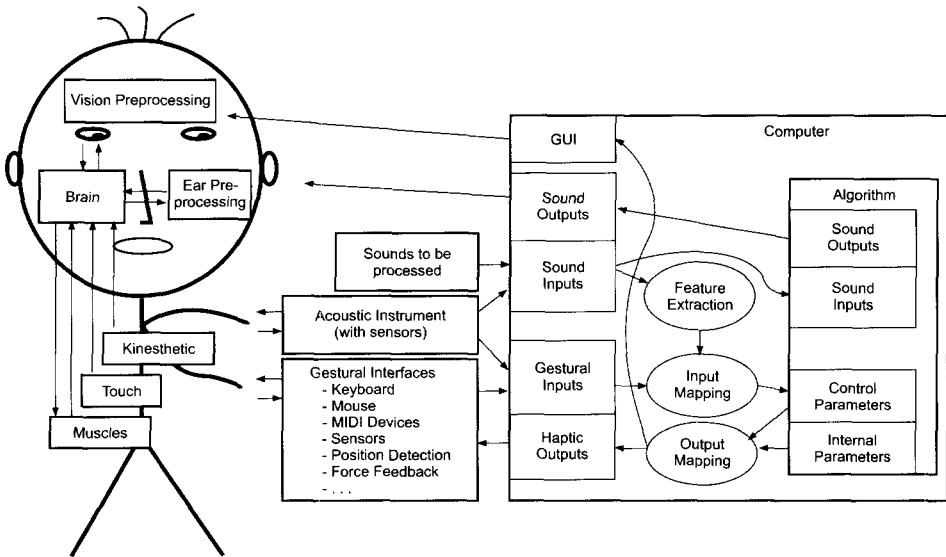 Vision Preprocessing
Brain
Ear Pre-
processing
Kinesthetic
Touch
Muscles
Sounds to be
processed
Acoustic Instrument
(with sensors)
Gestural Interfaces
- Keyboard
- Mouse
- MIDI Devices
- Sensors
- Position Detection
- Force Feedback
- . . .
Computer
GUI
Sound
Outputs
Sound
Inputs
Gestural
Inputs
Haptic
Outputs
Feature
Extraction
Input
Mapping
Output
Mapping
Algorithm
Sound
Outputs
Sound
Inputs
Control
Parameters
Internal
Parameters